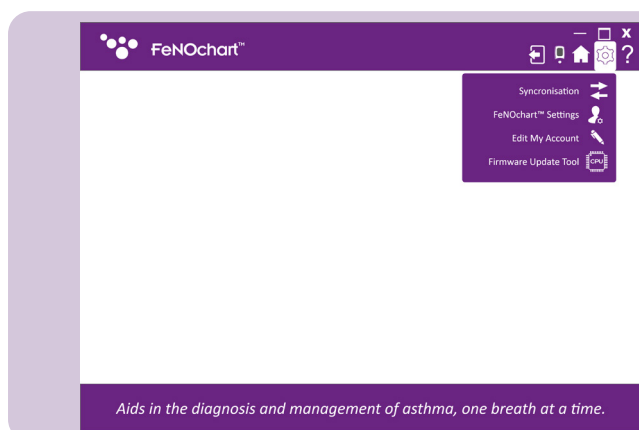 FeNOchart™
X
?
Syncronisation
FeNOchart™ Settings
Edit My Account
Firmware Update Tool
CPU
Aids in the diagnosis and management of asthma, one breath at a time.